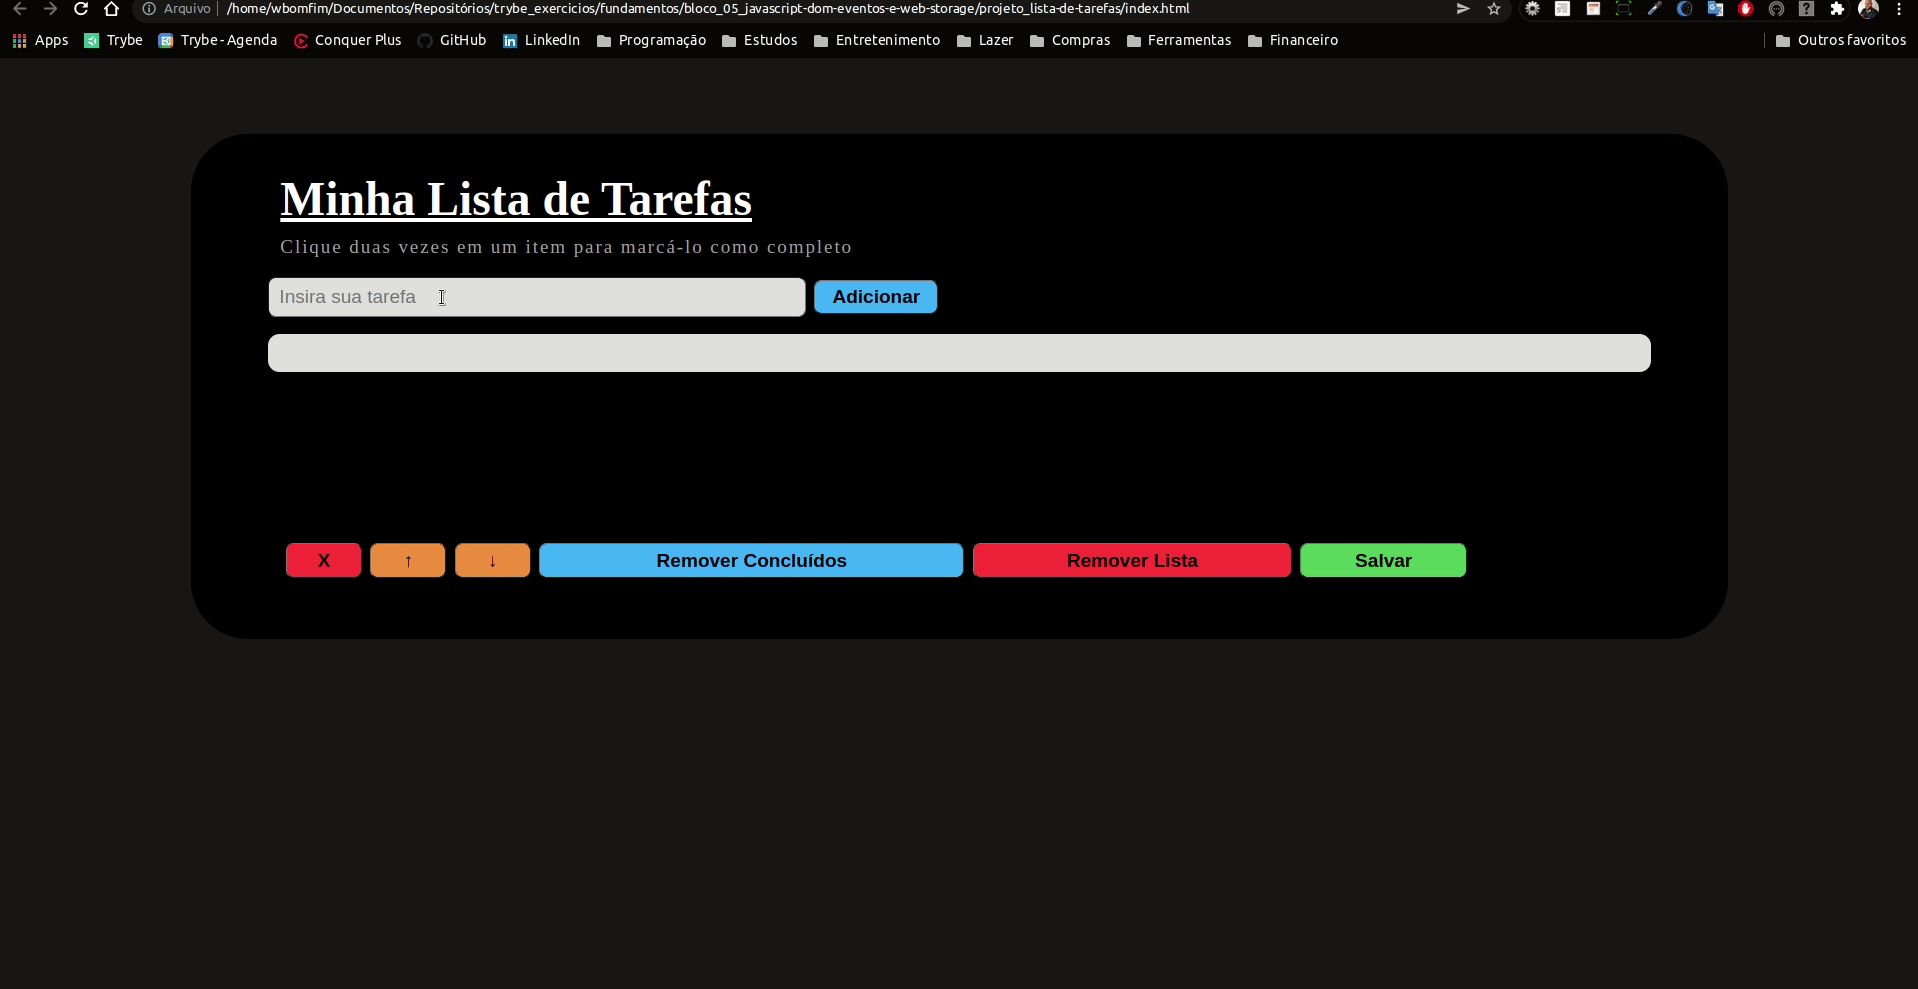 Arquivo | /home/wbomfim/Documentos/Repositórios/trybe_exercicios/fundamentos/bloco_05_javascript-dom-eventos-e-web-storage/projeto_lista-de-tarefas/index.html
Apps Trybe Trybe - Agenda Conquer Plus GitHub LinkedIn Programação Estudos Entretenimento Lazer Compras Ferramentas Financeiro Outros favoritos
Minha Lista de Tarefas
Clique duas vezes em um item para marcá-lo como completo
Insira sua tarefa Adicionar
X ↑ ↓ Remover Concluídos Remover Lista Salvar